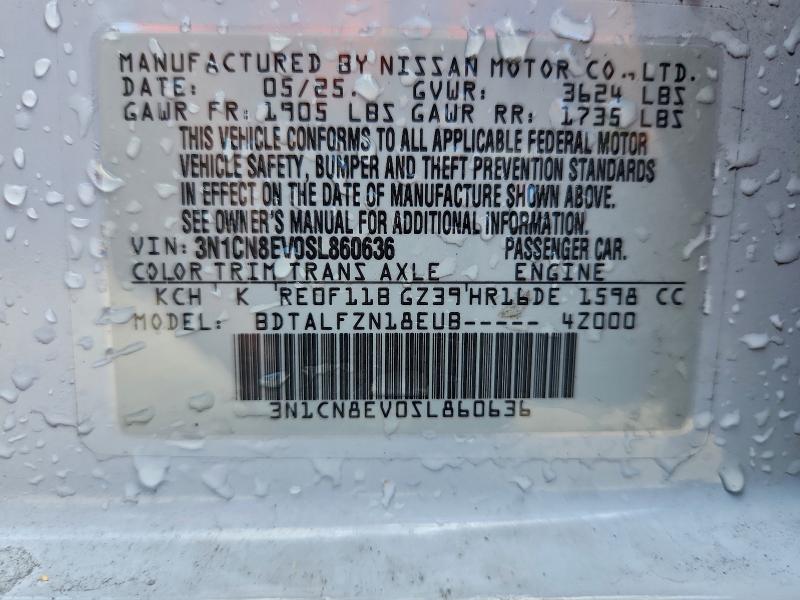 MANUFACTURED BY NISSAN MOTOR CO., LTD.
DATE: 05/25. GVWR: 3624 LBS
GAWR FR: 1905 LBS GAWR RR: 1735 LBS
THIS VEHICLE CONFORMS TO ALL APPLICABLE FEDERAL MOTOR
VEHICLE SAFETY, BUMPER AND THEFT PREVENTION STANDARDS
IN EFFECT ON THE DATE OF MANUFACTURE SHOWN ABOVE.
SEE OWNER'S MANUAL FOR ADDITIONAL INFORMATION.
VIN: 3N1CN8EV0SL860636 PASSENGER CAR.
COLOR TRIM TRANS AXLE ENGINE
KCH K RE0F11B GZ39 HR16DE 1598 CC
MODEL: BDTALFZN18EUB----- 4Z000
3N1CN8EV0SL860636